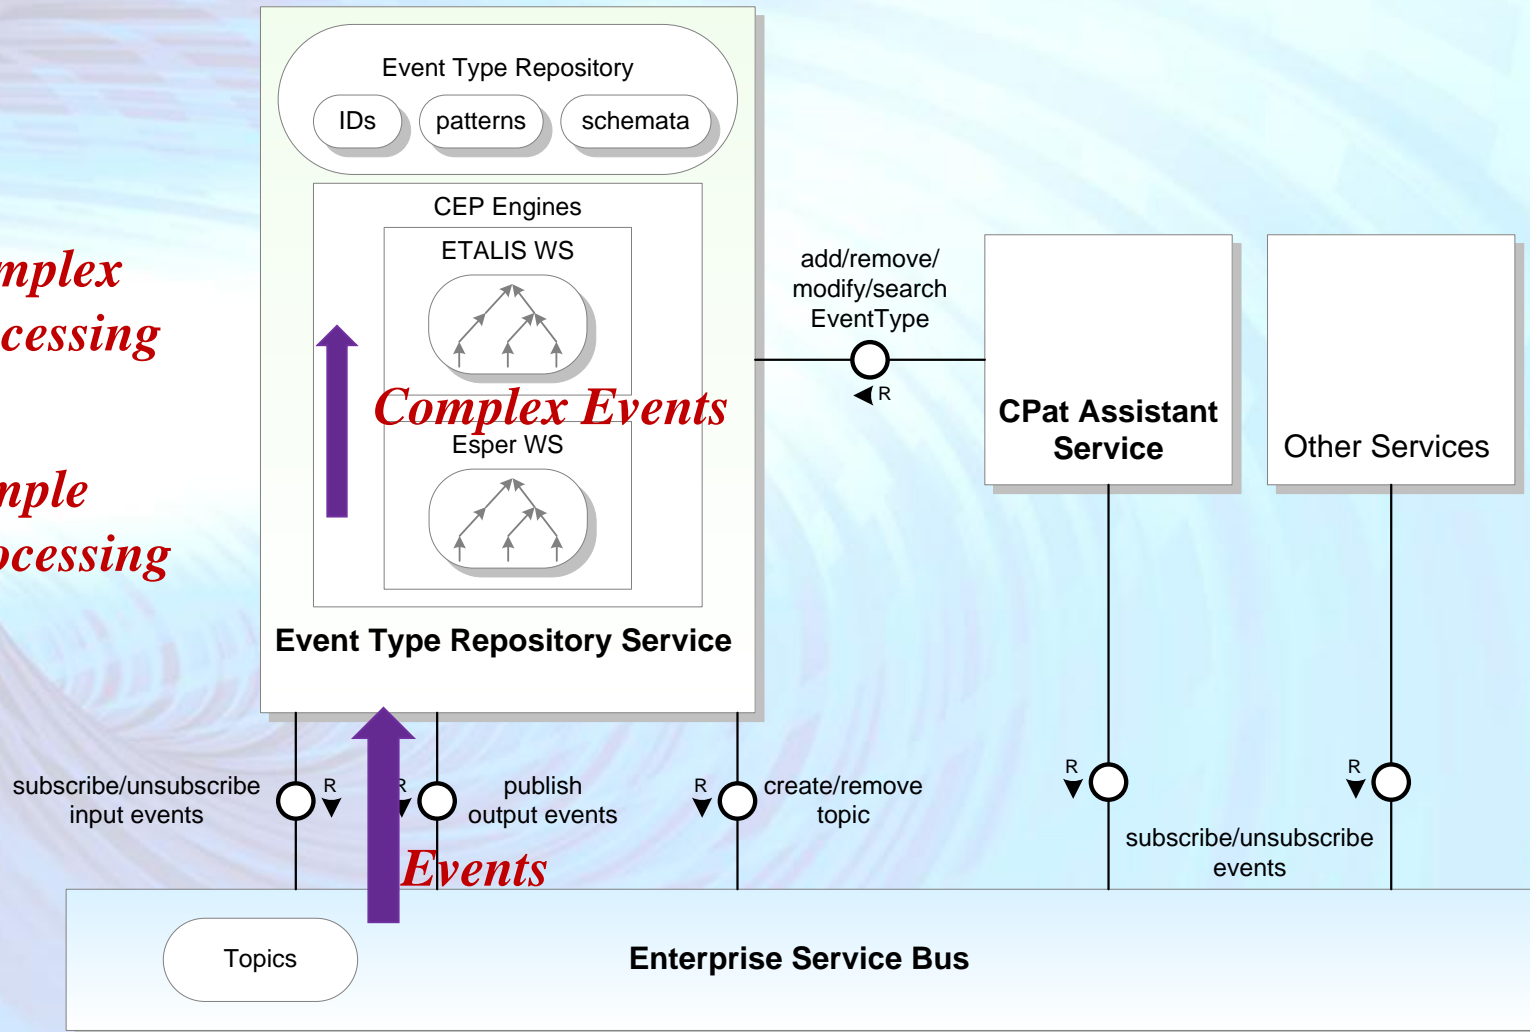 Event Type Repository
IDs
patterns
schemata
CEP Engines
ETALIS WS
mplex
cessing
add/remove/
modify/search
EventType
R
Complex Events
CPat Assistant
Service
Other Services
Esper WS
mple
ocessing
Event Type Repository Service
subscribe/unsubscribe
input events
R
R
publish
output events
R
create/remove
topic
R
R
subscribe/unsubscribe
events
Events
Topics
Enterprise Service Bus